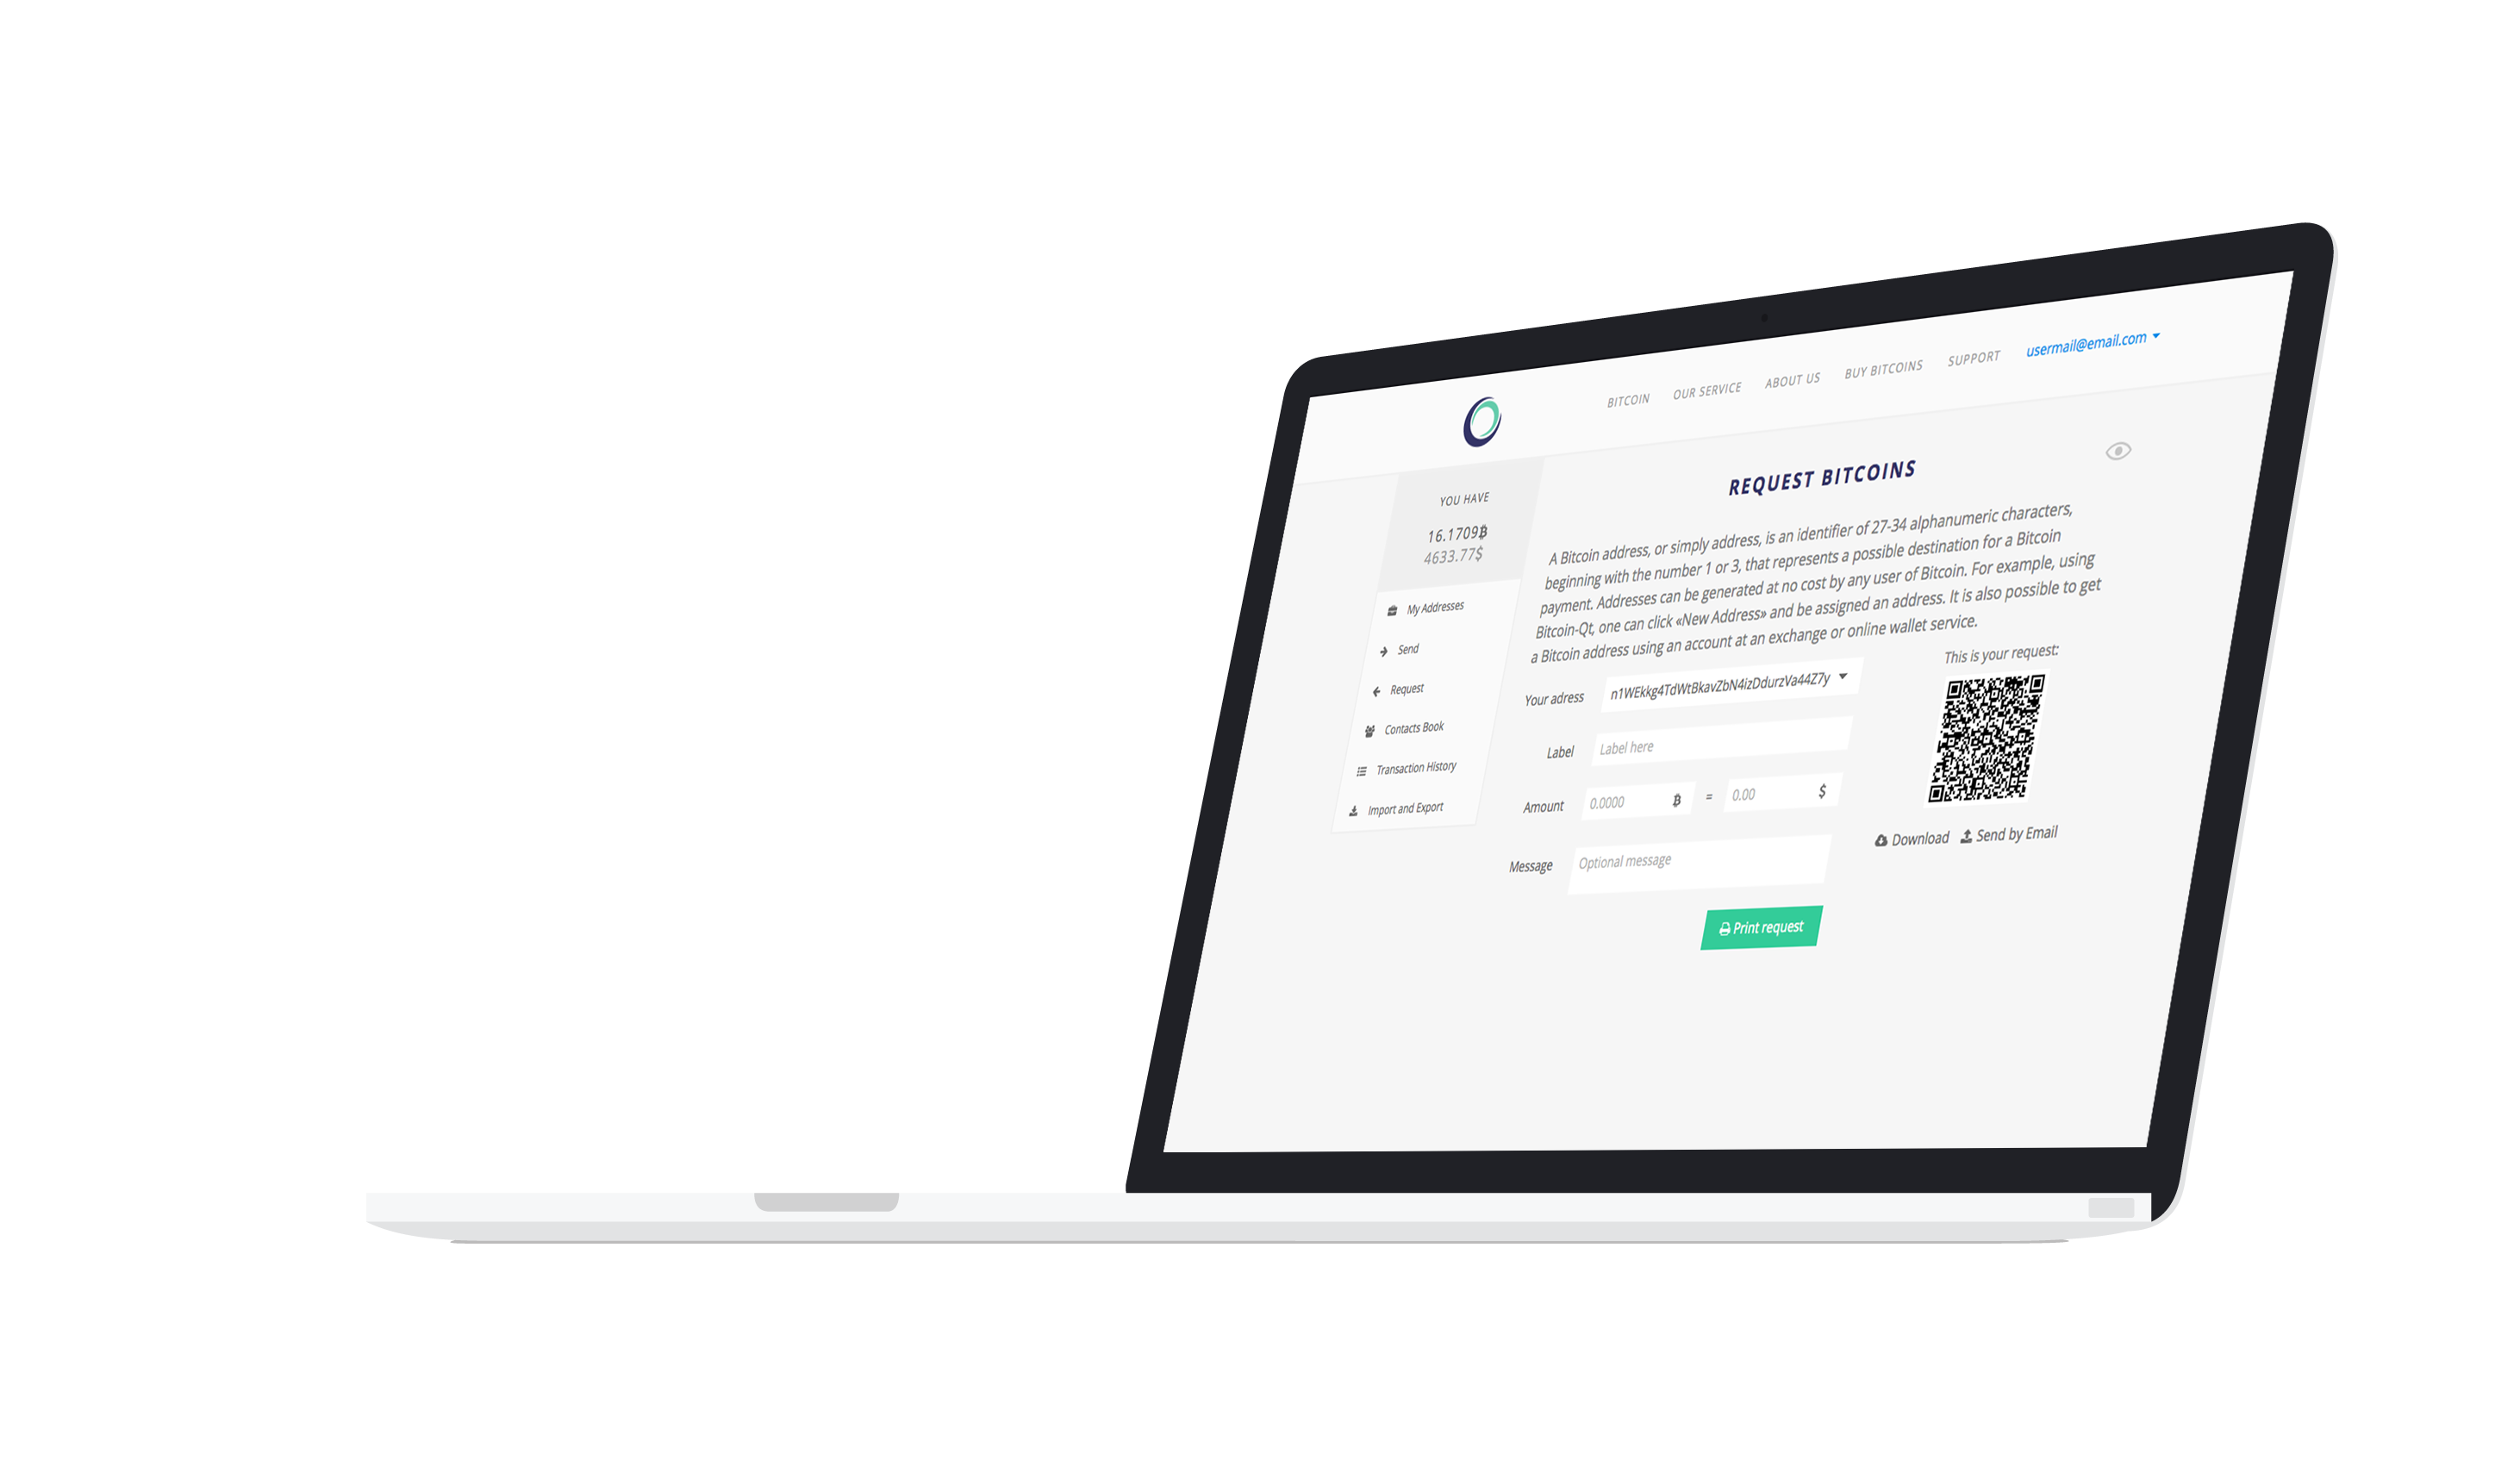 BITCOIN OUR SERVICE ABOUT US BUY BITCOINS SUPPORT usermail@email.com
YOU HAVE
16.1709฿
4633.77$
My Addresses
Send
Request
Contacts Book
Transaction History
Import and Export
REQUEST BITCOINS
A Bitcoin address, or simply address, is an identifier of 27-34 alphanumeric characters,
beginning with the number 1 or 3, that represents a possible destination for a Bitcoin
payment. Addresses can be generated at no cost by any user of Bitcoin. For example, using
Bitcoin-Qt, one can click «New Address» and be assigned an address. It is also possible to get
a Bitcoin address using an account at an exchange or online wallet service.
Your adress n1WEkkg4TdWtBkavZbN4izDdurzVa44Z7y
Label Label here
Amount 0.0000 ฿ = 0.00 $
Message Optional message
Print request
This is your request:
Download Send by Email